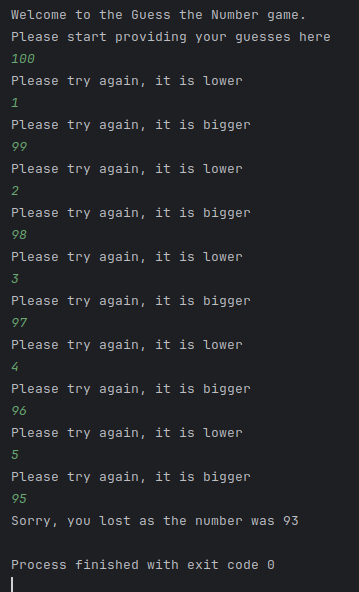 Welcome to the Guess the Number game.
Please start providing your guesses here
100
Please try again, it is lower
1
Please try again, it is bigger
99
Please try again, it is lower
2
Please try again, it is bigger
98
Please try again, it is lower
3
Please try again, it is bigger
97
Please try again, it is lower
4
Please try again, it is bigger
96
Please try again, it is lower
5
Please try again, it is bigger
95
Sorry, you lost as the number was 93
Process finished with exit code 0